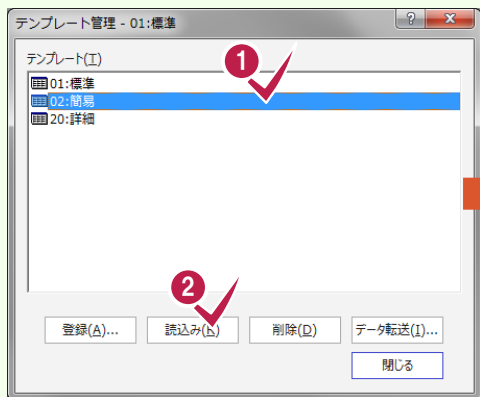 テンプレート管理 - 01:標準
テンプレート(T)
1
01:標準
02:簡易
20:詳細
2
登録(A)... 読込み(K) 削除(D) データ転送(I)...
閉じる